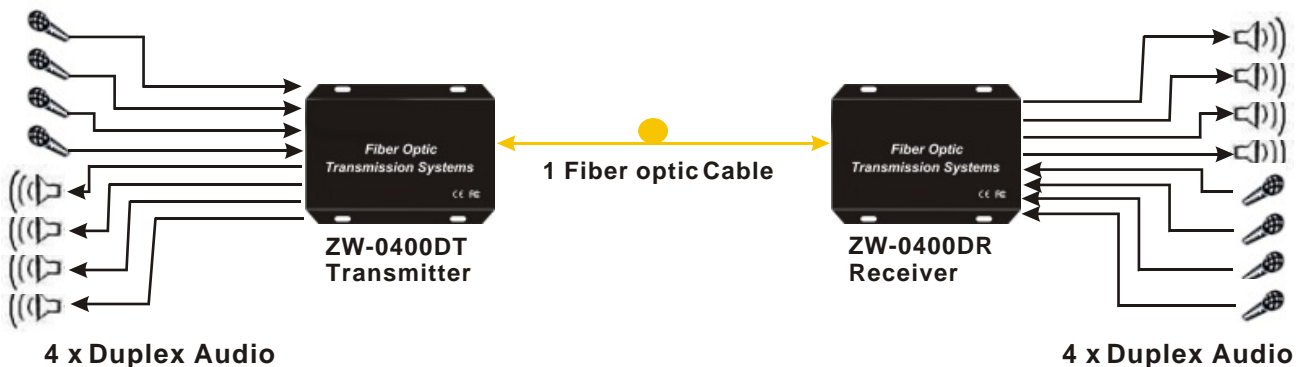 Fiber Optic
Transmission Systems
CE FC
ZW-0400DT
Transmitter
1 Fiber optic Cable
Fiber Optic
Transmission Systems
CE FC
ZW-0400DR
Receiver
4 x Duplex Audio
4 x Duplex Audio